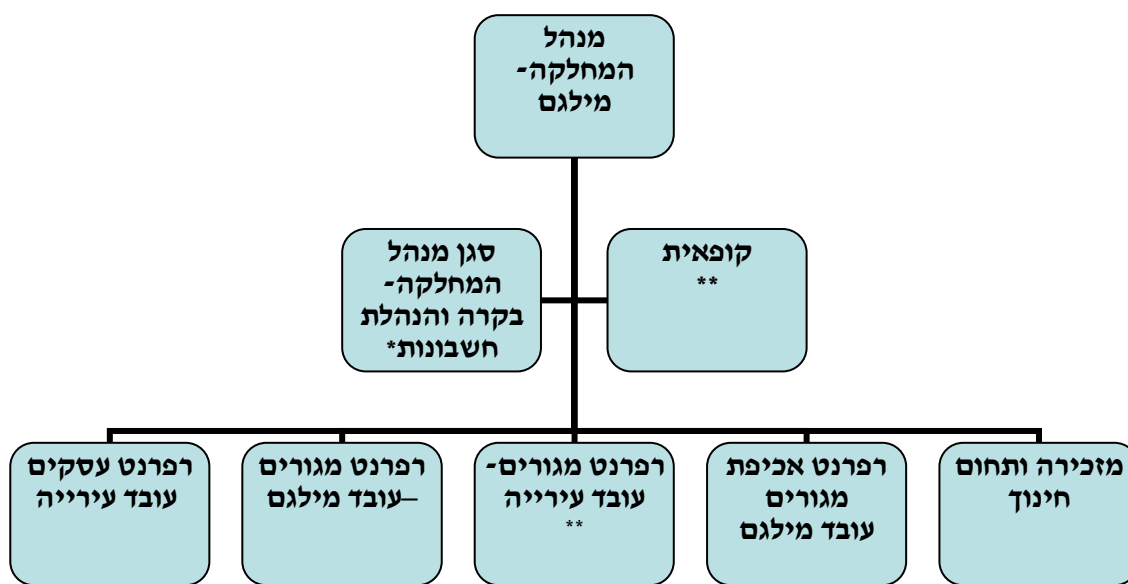 מנהל
המחלקה-
מילגם
קופאית
**
סגן מנהל
המחלקה-
בקרה והנהלת
חשבונות*
מזכירה ותחום
חינוך
רפרנט אכיפת
מגורים
עובד מילגם
רפרנט מגורים-
עובד עירייה
**
רפרנט מגורים
–עובד מילגם
רפרנט עסקים
עובד עירייה